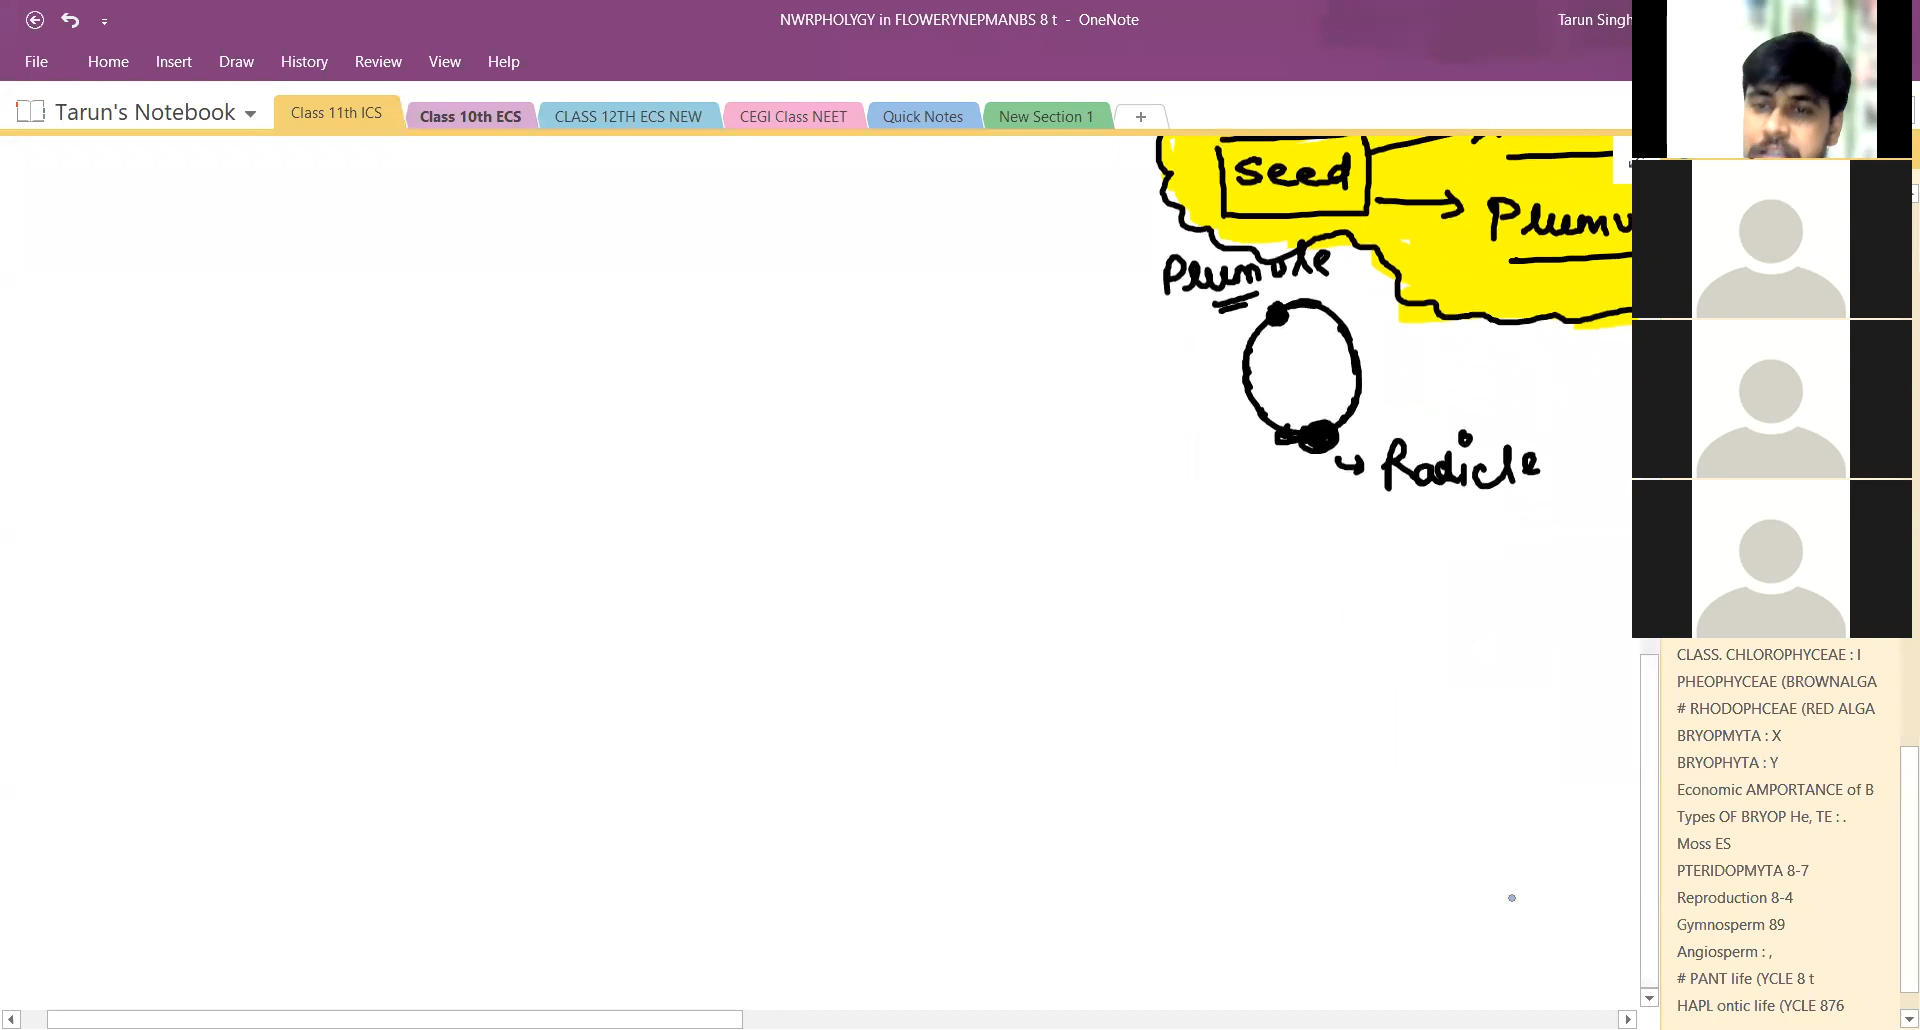 NWRPHOLYGY in FLOWERYNEPMANBS 8 t - OneNote
Tarun Singh
File Home Insert Draw History Review View Help
Tarun's Notebook
Class 11th ICS
Class 10th ECS
CLASS 12TH ECS NEW
CEGI Class NEET
Quick Notes
New Section 1
+
Seed
Plumu
Plumule
Radicle
CLASS. CHLOROPHYCEAE : I
PHEOPHYCEAE (BROWNALGA
# RHODOPHCEAE (RED ALGA
BRYOPMYTA : X
BRYOPHYTA : Y
Economic AMPORTANCE of B
Types OF BRYOP He, TE : .
Moss ES
PTERIDOPMYTA 8-7
Reproduction 8-4
Gymnosperm 89
Angiosperm : ,
# PANT life (YCLE 8 t
HAPL ontic life (YCLE 876